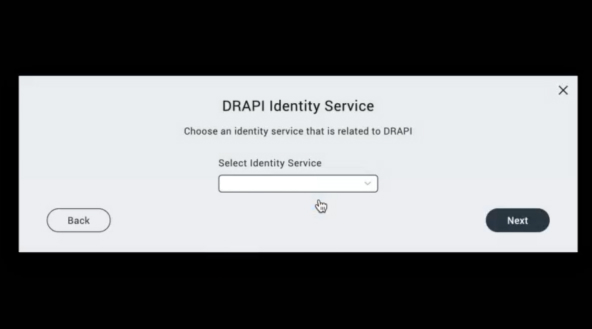 DRAPI Identity Service
Choose an identity service that is related to DRAPI
Select Identity Service
Back
Next